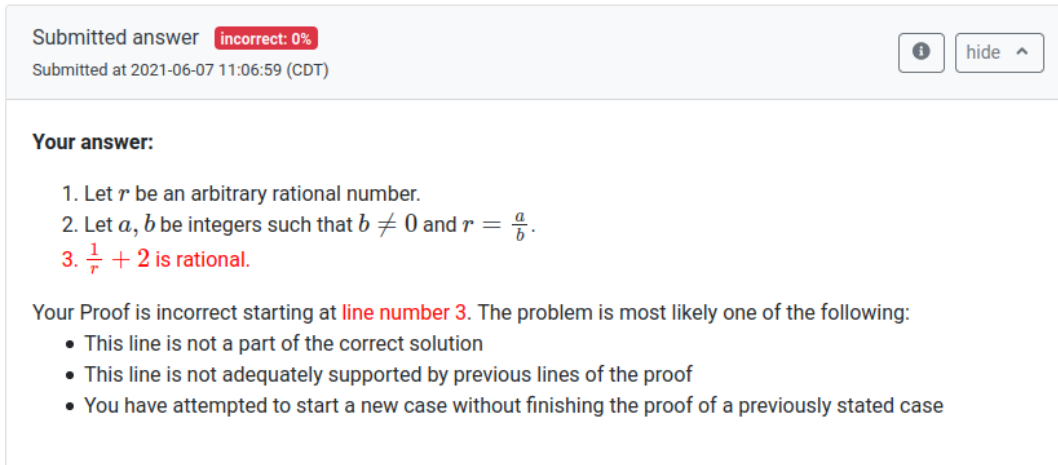 Submitted answer incorrect: 0%
Submitted at 2021-06-07 11:06:59 (CDT)
hide
Your answer:
1. Let r be an arbitrary rational number.
2. Let a, b be integers such that b ≠ 0 and r = a/b.
3. 1/r + 2 is rational.
Your Proof is incorrect starting at line number 3. The problem is most likely one of the following:
• This line is not a part of the correct solution
• This line is not adequately supported by previous lines of the proof
• You have attempted to start a new case without finishing the proof of a previously stated case